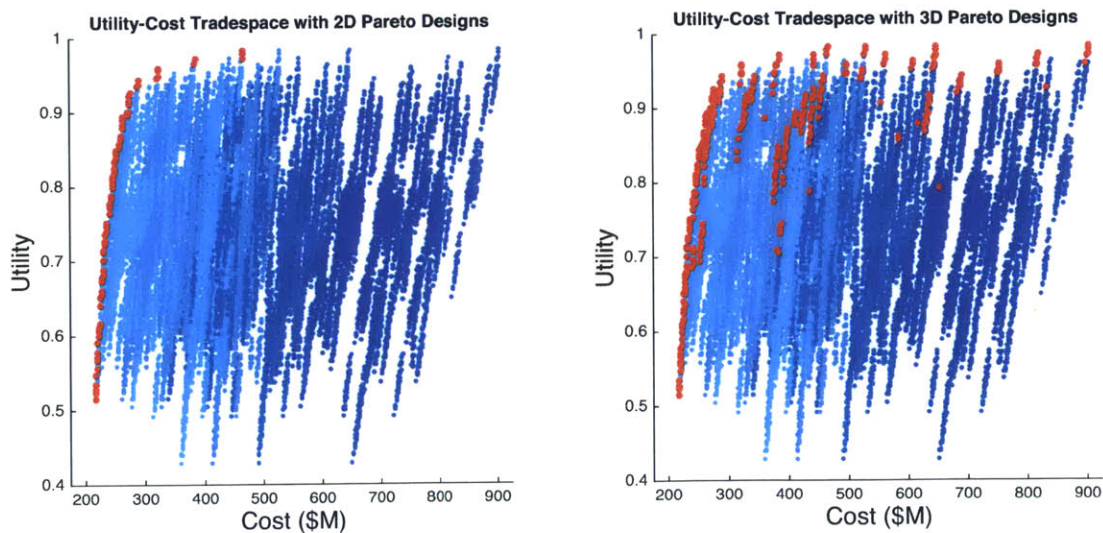 Utility-Cost Tradespace with 2D Pareto Designs
1
0.9
0.8
0.7
0.6
0.5
0.4
Utility
200 300 400 500 600 700 800 900
Cost ($M)
Utility-Cost Tradespace with 3D Pareto Designs
1
0.9
0.8
0.7
0.6
0.5
0.4
Utility
200 300 400 500 600 700 800 900
Cost ($M)